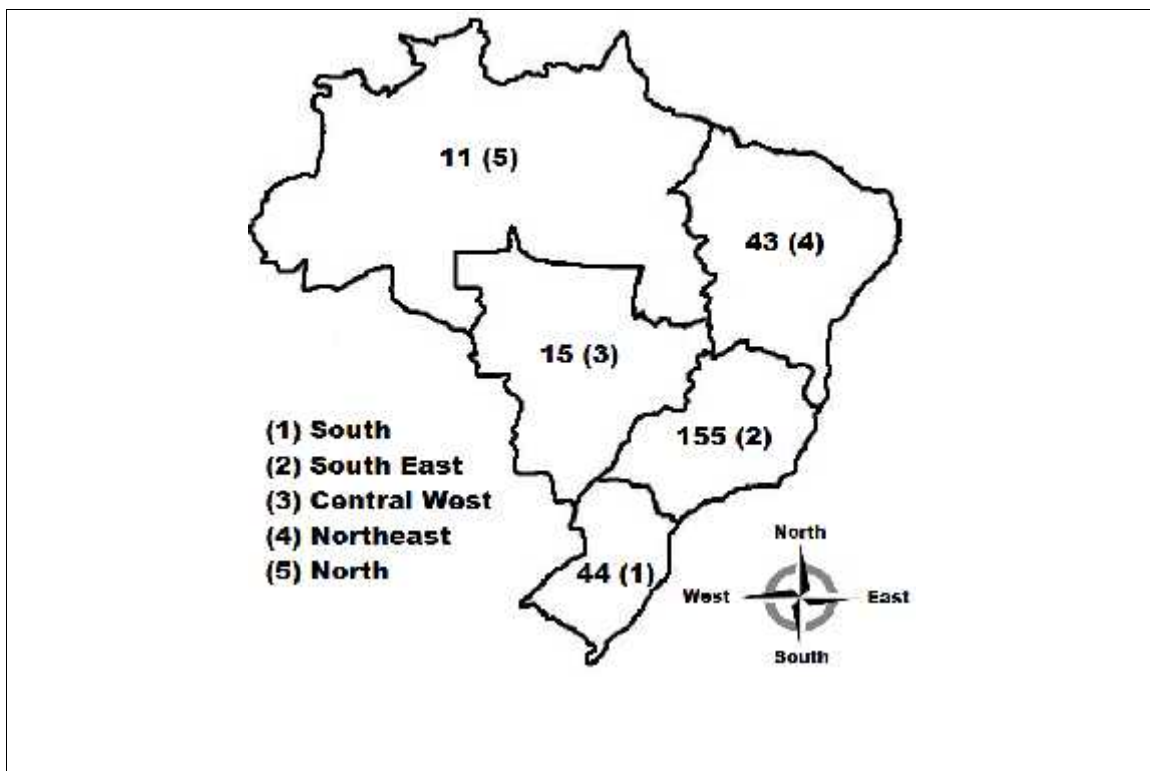 11 (5)
43 (4)
15 (3)
155 (2)
44 (1)
(1) South
(2) South East
(3) Central West
(4) Northeast
(5) North
North
West
East
South